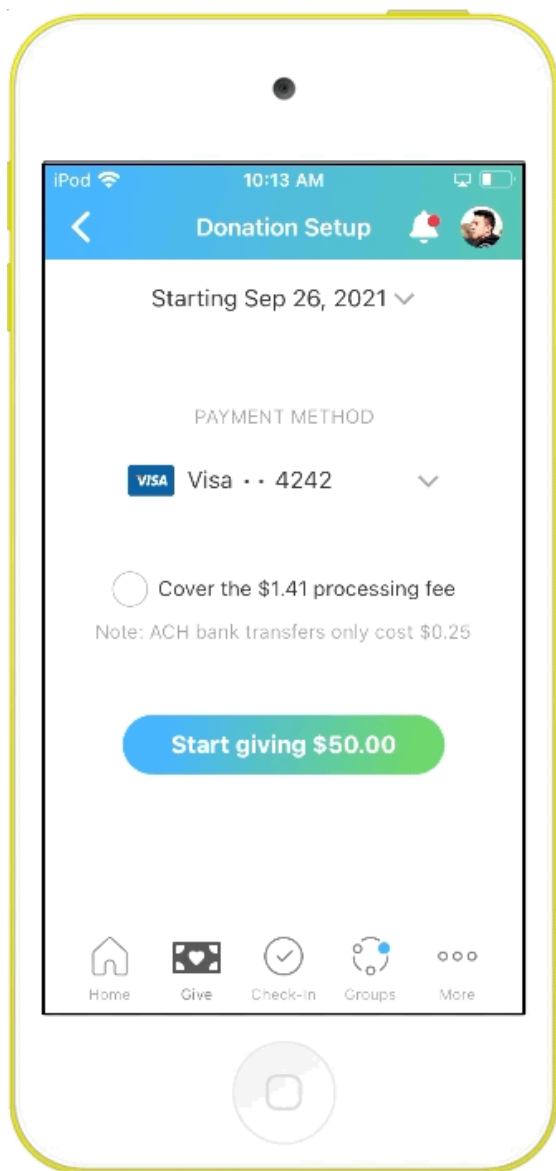 iPod 10:13 AM
Donation Setup
Starting Sep 26, 2021
PAYMENT METHOD
VISA Visa •• 4242
Cover the $1.41 processing fee
Note: ACH bank transfers only cost $0.25
Start giving $50.00
Home Give Check-In Groups More